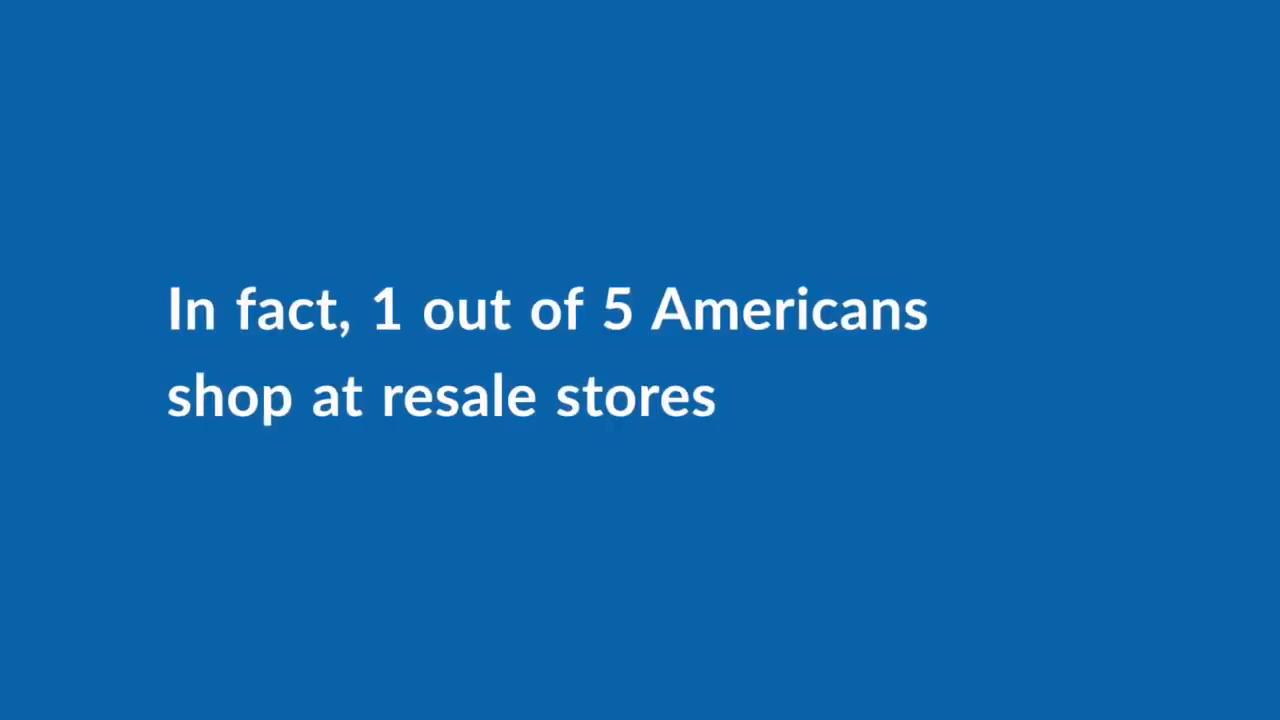 In fact, 1 out of 5 Americans
shop at resale stores